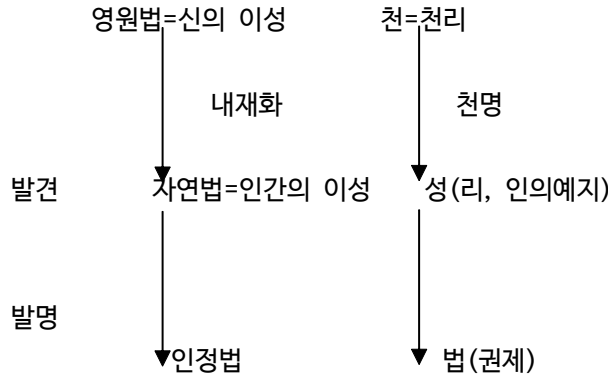 영원법=신의 이성 천=천리
내재화 천명
발견 자연법=인간의 이성 성(리, 인의예지)
발명
인정법 법(권제)